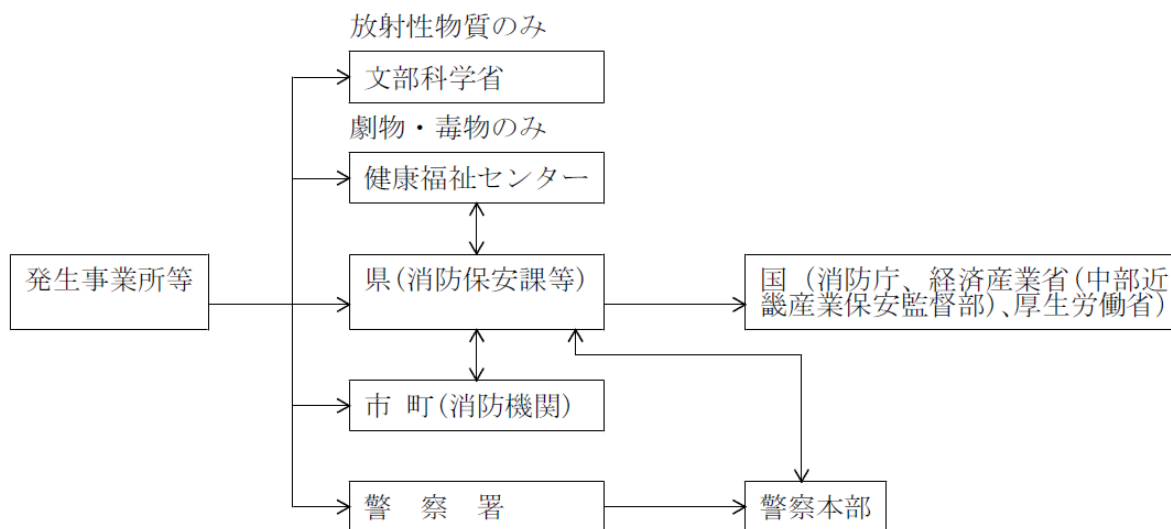 放射性物質のみ
文部科学省
劇物・毒物のみ
健康福祉センター
発生事業所等
県(消防保安課等)
国 (消防庁、経済産業省(中部近
畿産業保安監督部)、厚生労働省)
市 町(消防機関)
警 察 署
警察本部